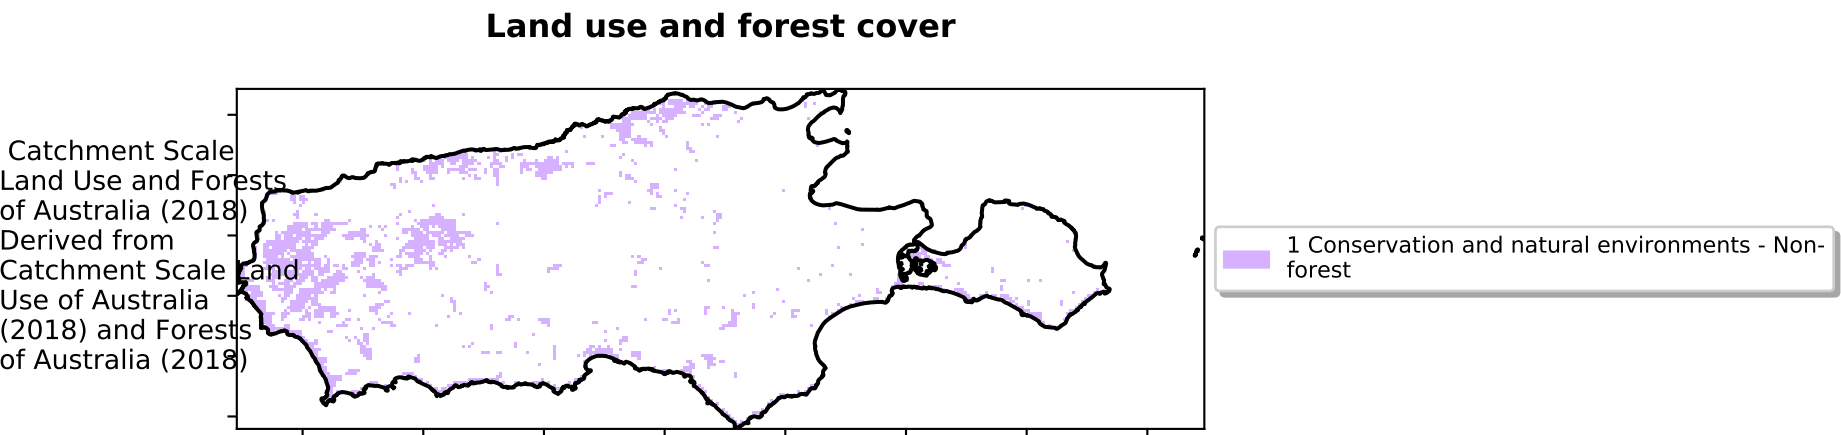 Land use and forest cover
Catchment Scale
Land Use and Forests
of Australia (2018)
Derived from
Catchment Scale Land
Use of Australia
(2018) and Forests
of Australia (2018)
1 Conservation and natural environments - Non-
forest